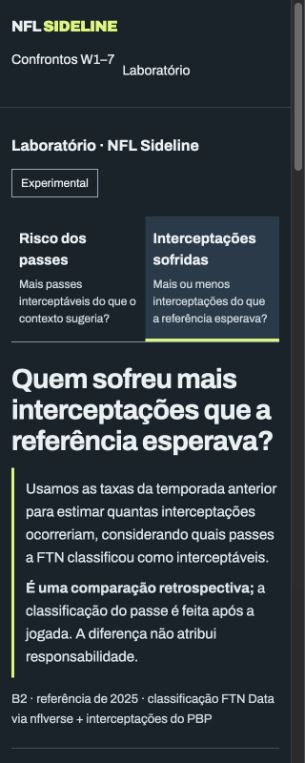 NFL SIDELINE
Confrontos W1–7
Laboratório
Laboratório · NFL Sideline
Experimental
Risco dos
passes
Mais passes
interceptáveis do que o
contexto sugeria?
Interceptações
sofridas
Mais ou menos
interceptações do que
a referência esperava?
Quem sofreu mais
interceptações que a
referência esperava?
Usamos as taxas da temporada anterior
para estimar quantas interceptações
ocorreriam, considerando quais passes
a FTN classificou como interceptáveis.
É uma comparação retrospectiva; a
classificação do passe é feita após a
jogada. A diferença não atribui
responsabilidade.
B2 · referência de 2025 · classificação FTN Data
via nflverse + interceptações do PBP